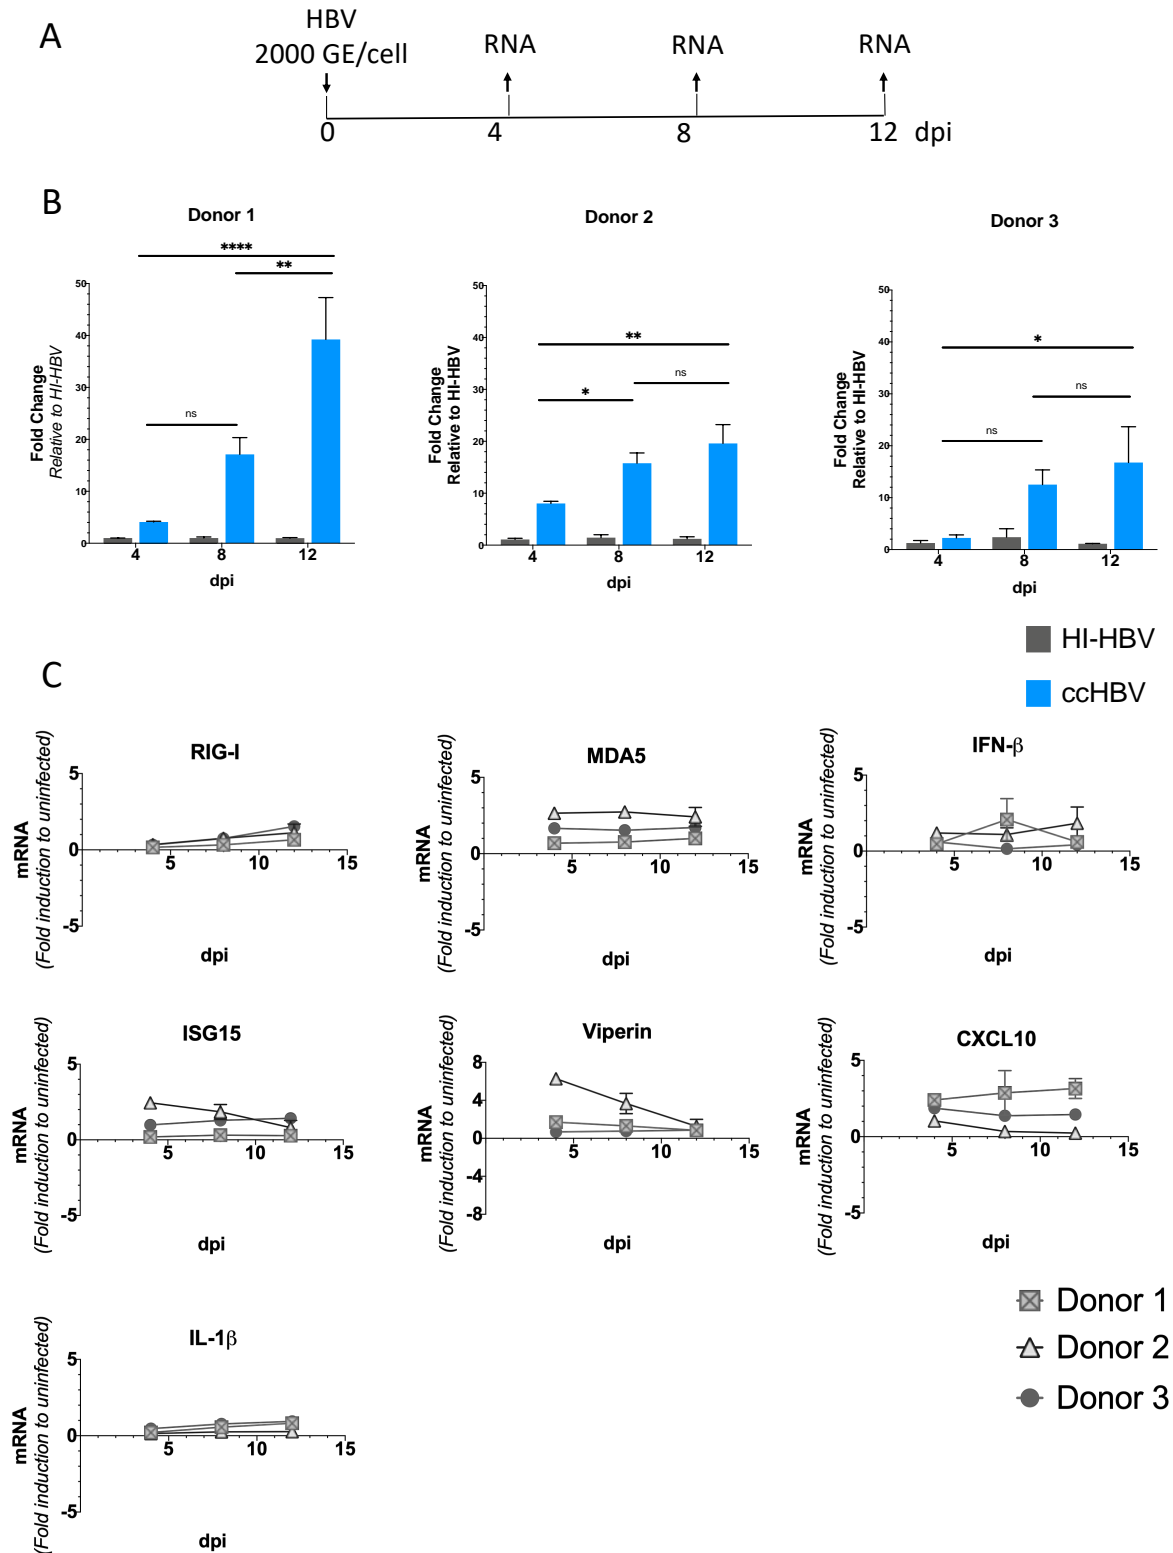 A
HBV
2000 GE/cell
RNA
RNA
RNA
0
4
8
12
dpi
B
Donor 1
****
**
ns
Fold Change
Relative to HI-HBV
50
40
30
20
10
0
4
8
12
dpi
Donor 2
**
ns
*
Fold Change
Relative to HI-HBV
50
40
30
20
10
0
4
8
12
dpi
Donor 3
*
ns
ns
Fold Change
Relative to HI-HBV
50
40
30
20
10
0
4
8
12
dpi
HI-HBV
ccHBV
C
RIG-I
mRNA
(Fold induction to uninfected)
5
0
-5
5
10
15
dpi
MDA5
mRNA
(Fold induction to uninfected)
5
0
-5
5
10
15
dpi
IFN-β
mRNA
(Fold induction to uninfected)
5
0
-5
5
10
15
dpi
ISG15
mRNA
(Fold induction to uninfected)
5
0
-5
5
10
15
dpi
Viperin
mRNA
(Fold induction to uninfected)
8
4
0
-4
-8
5
10
15
dpi
CXCL10
mRNA
(Fold induction to uninfected)
5
0
-5
5
10
15
dpi
Donor 1
Donor 2
Donor 3
IL-1β
mRNA
(Fold induction to uninfected)
5
0
-5
5
10
15
dpi